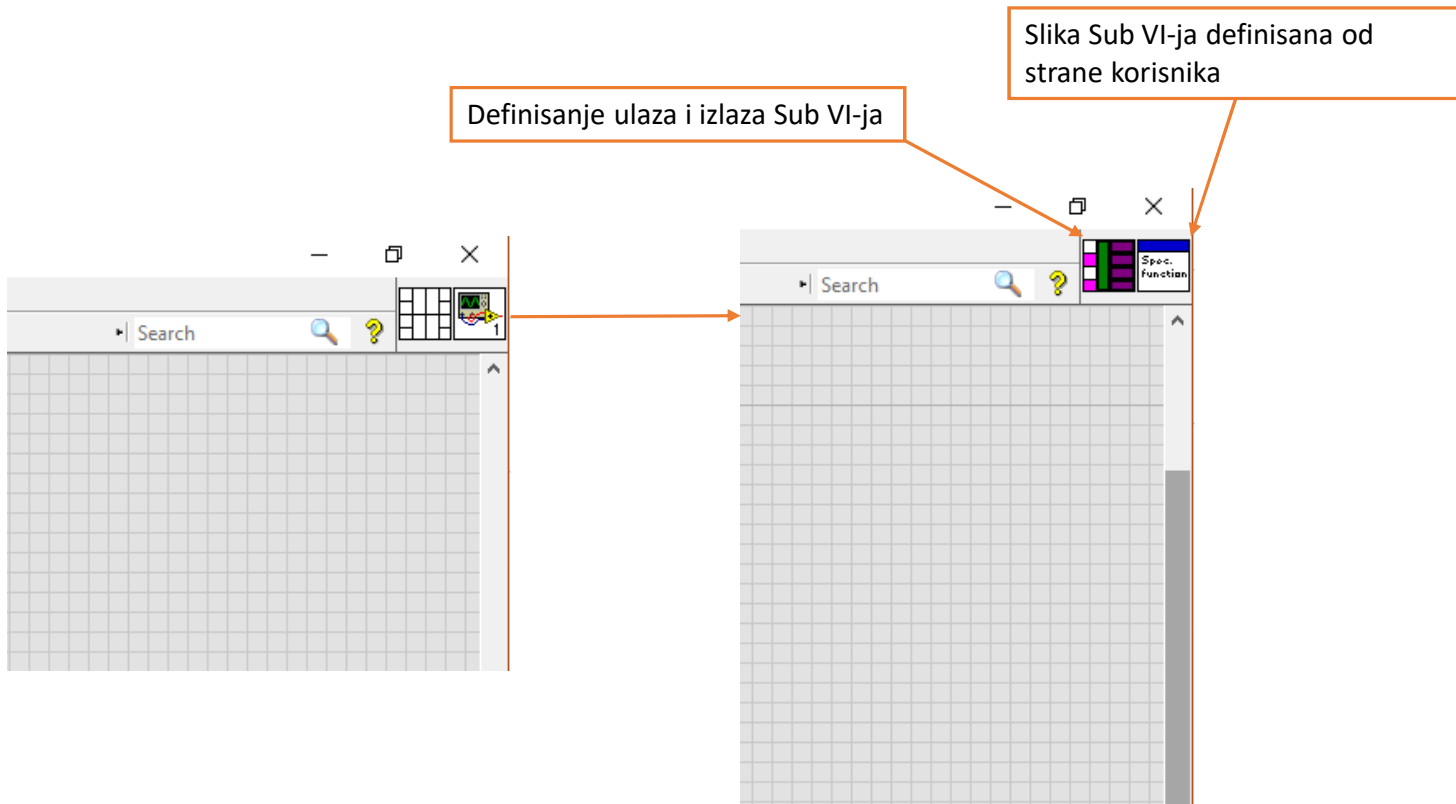 Slika Sub VI-ja definisana od
strane korisnika
Definisanje ulaza i izlaza Sub VI-ja
Search
1
Search
Spec.
function